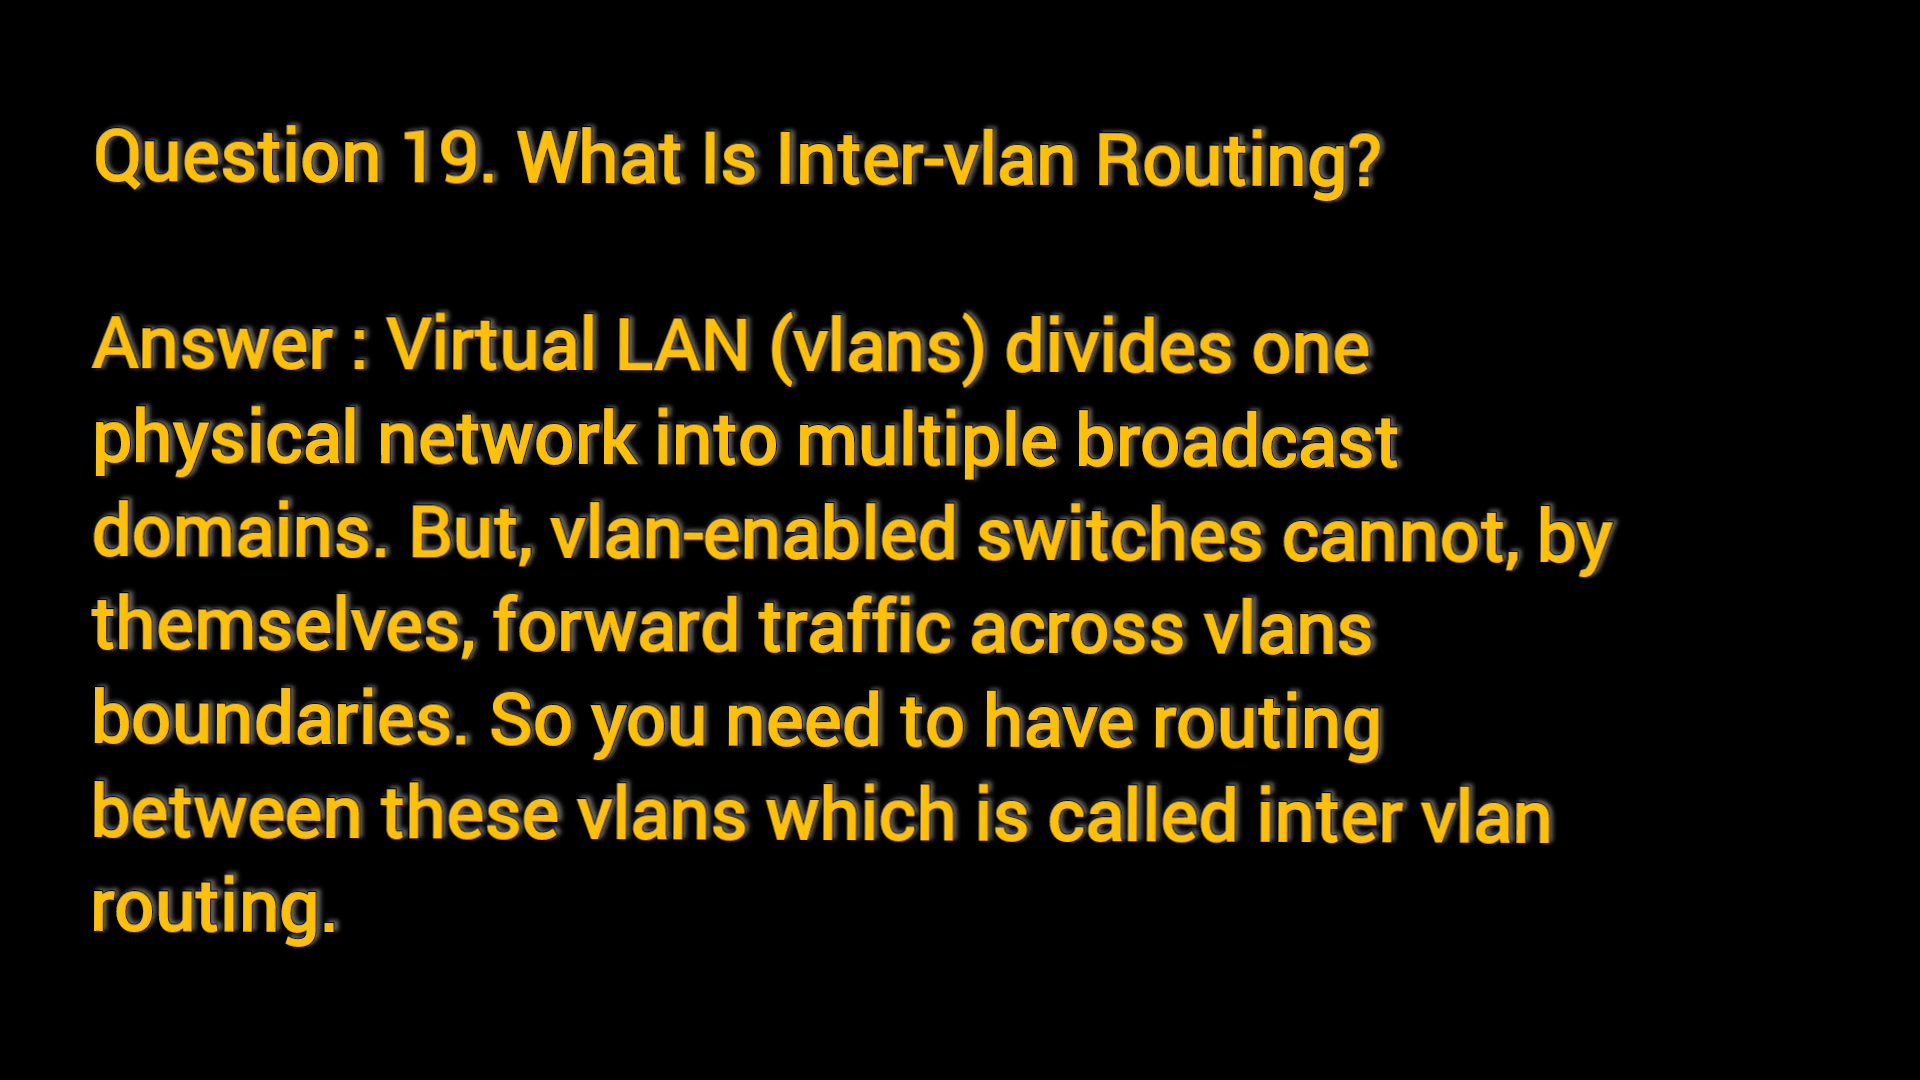 Question 19. What Is Inter-vlan Routing?
Answer : Virtual LAN (vlans) divides one
physical network into multiple broadcast
domains. But, vlan-enabled switches cannot, by
themselves, forward traffic across vlans
boundaries. So you need to have routing
between these vlans which is called inter vlan
routing.